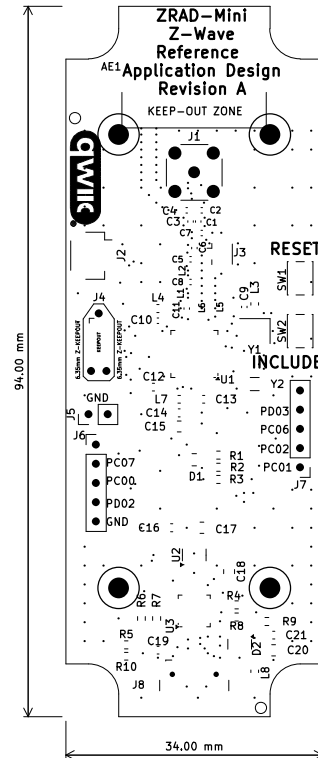 ZRAD-Mini
Z-Wave
Reference
AE1 Application Design
Revision A
KEEP-OUT ZONE
J1
qwiic
C4 C2
C3 C1
C7
C6
J2
C5
L2
C8
J3
RESET
SW1
J4
L4
L1
C11
L6
L5
C9
L3
C10
6.35mm Z-KEEPOUT
KEEPOUT
6.35mm Z-KEEPOUT
SW2
Y1
INCLUDE
C12
U1
Y2
GND
L7
C13
J5
C14
PD03
C15
PC06
J6
PC07
R1
PC02
PC00
R2
PC01
D1
R3
J7
PD02
GND
C16
C17
U2
C18
R6
R7
R4
U3
R8
R9
R5
D2
C21
C19
C20
R10
L8
J8
94.00 mm
34.00 mm